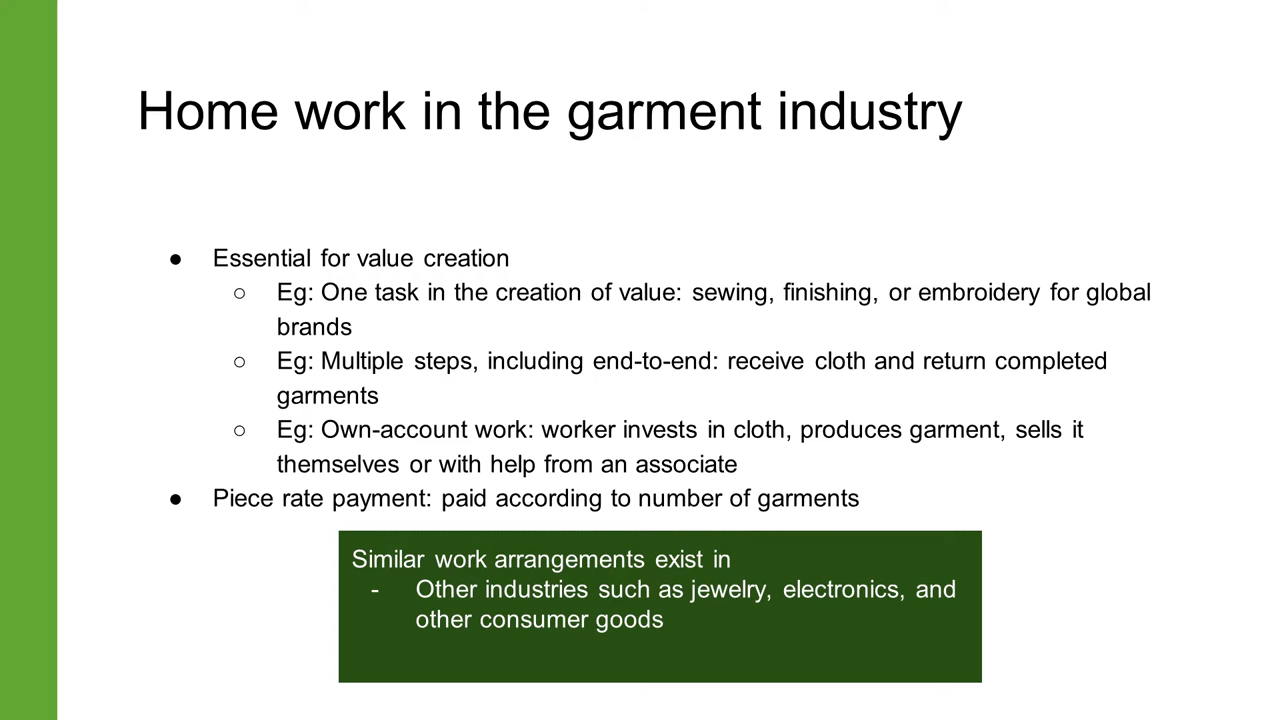 Home work in the garment industry
● Essential for value creation
○ Eg: One task in the creation of value: sewing, finishing, or embroidery for global
brands
○ Eg: Multiple steps, including end-to-end: receive cloth and return completed
garments
○ Eg: Own-account work: worker invests in cloth, produces garment, sells it
themselves or with help from an associate
● Piece rate payment: paid according to number of garments
Similar work arrangements exist in
- Other industries such as jewelry, electronics, and
other consumer goods